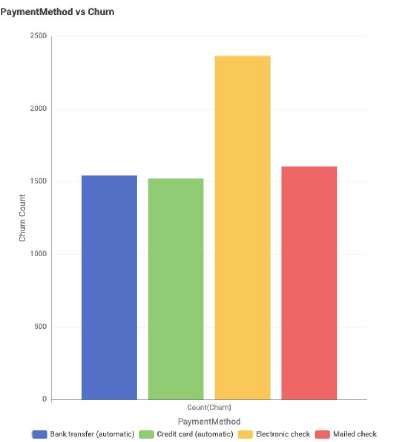 PaymentMethod vs Churn
2500
2000
1500
1000
500
0
Churn Count
Count(Churn)
PaymentMethod
Bank transfer (automatic) Credit card (automatic) Electronic check Mailed check